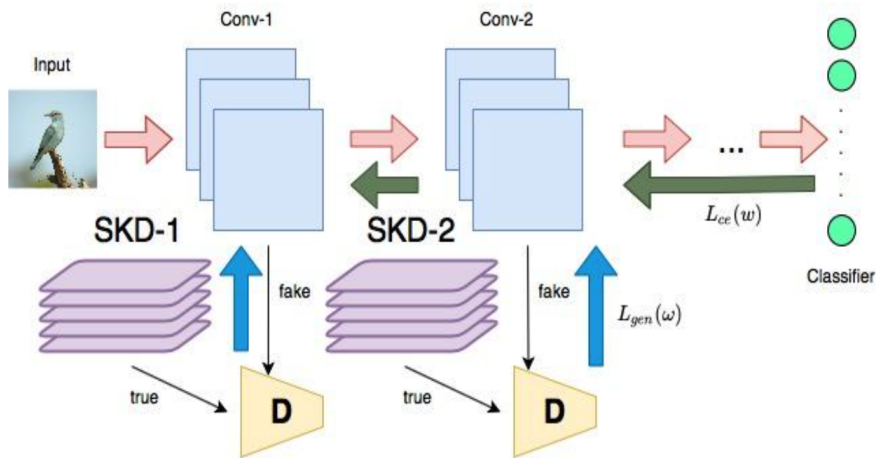 Conv-1
Conv-2
Input
...
L_ce(w)
SKD-1
SKD-2
Classifier
fake
fake
L_gen(ω)
true
true
D
D